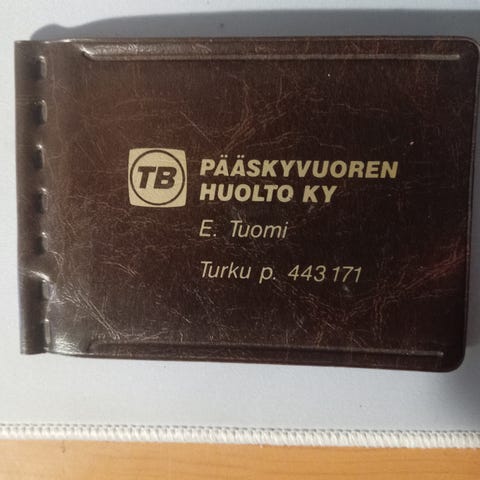 TB
PÄÄSKYVUOREN
HUOLTO KY
E. Tuomi
Turku p. 443 171